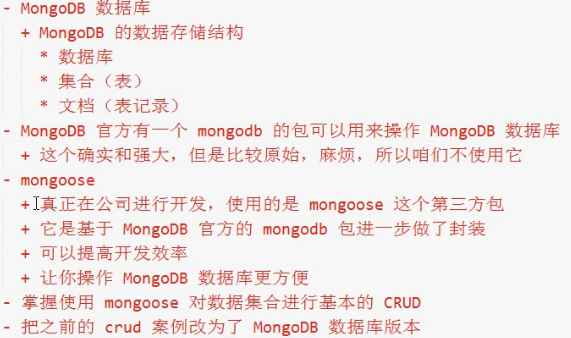 - MongoDB 数据库
+ MongoDB 的数据存储结构
* 数据库
* 集合（表）
* 文档（表记录）
- MongoDB 官方有一个 mongodb 的包可以用来操作 MongoDB 数据库
+ 这个确实和强大，但是比较原始，麻烦，所以咱们不使用它
- mongoose
+ 真正在公司进行开发，使用的是 mongoose 这个第三方包
+ 它是基于 MongoDB 官方的 mongodb 包进一步做了封装
+ 可以提高开发效率
+ 让你操作 MongoDB 数据库更方便
- 掌握使用 mongoose 对数据集合进行基本的 CRUD
- 把之前的 crud 案例改为了 MongoDB 数据库版本